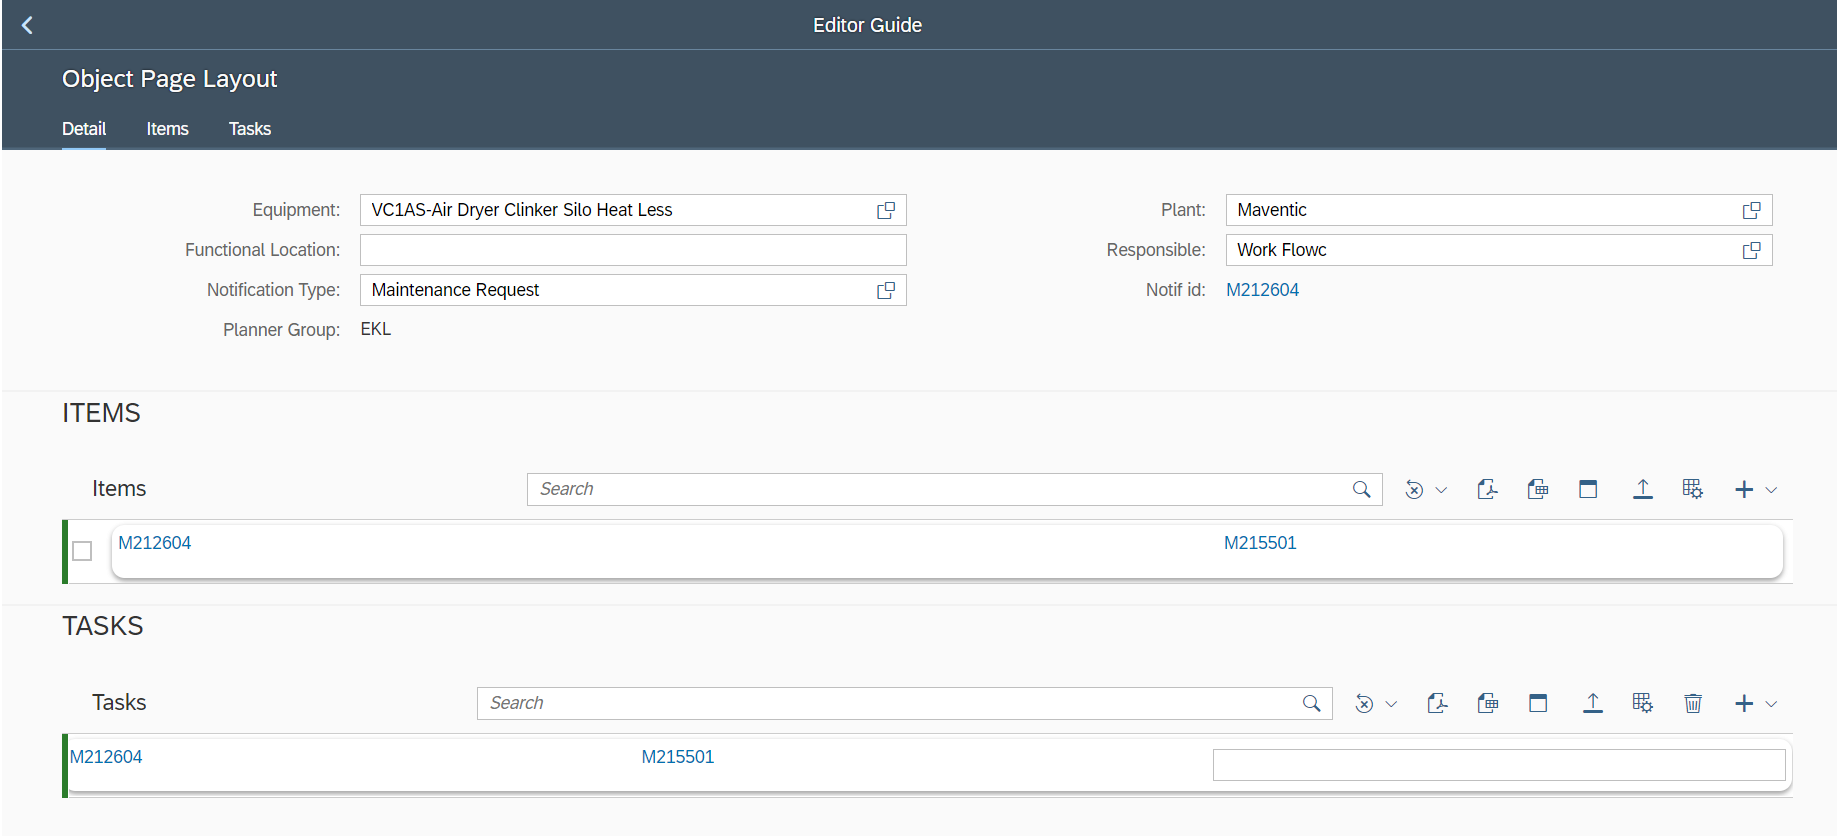 Editor Guide
Object Page Layout
Detail Items Tasks
Equipment: VC1AS-Air Dryer Clinker Silo Heat Less
Plant: Maventic
Functional Location:
Responsible: Work Flowc
Notification Type: Maintenance Request
Notif id: M212604
Planner Group: EKL
ITEMS
Items Search
M212604 M215501
TASKS
Tasks Search
M212604 M215501